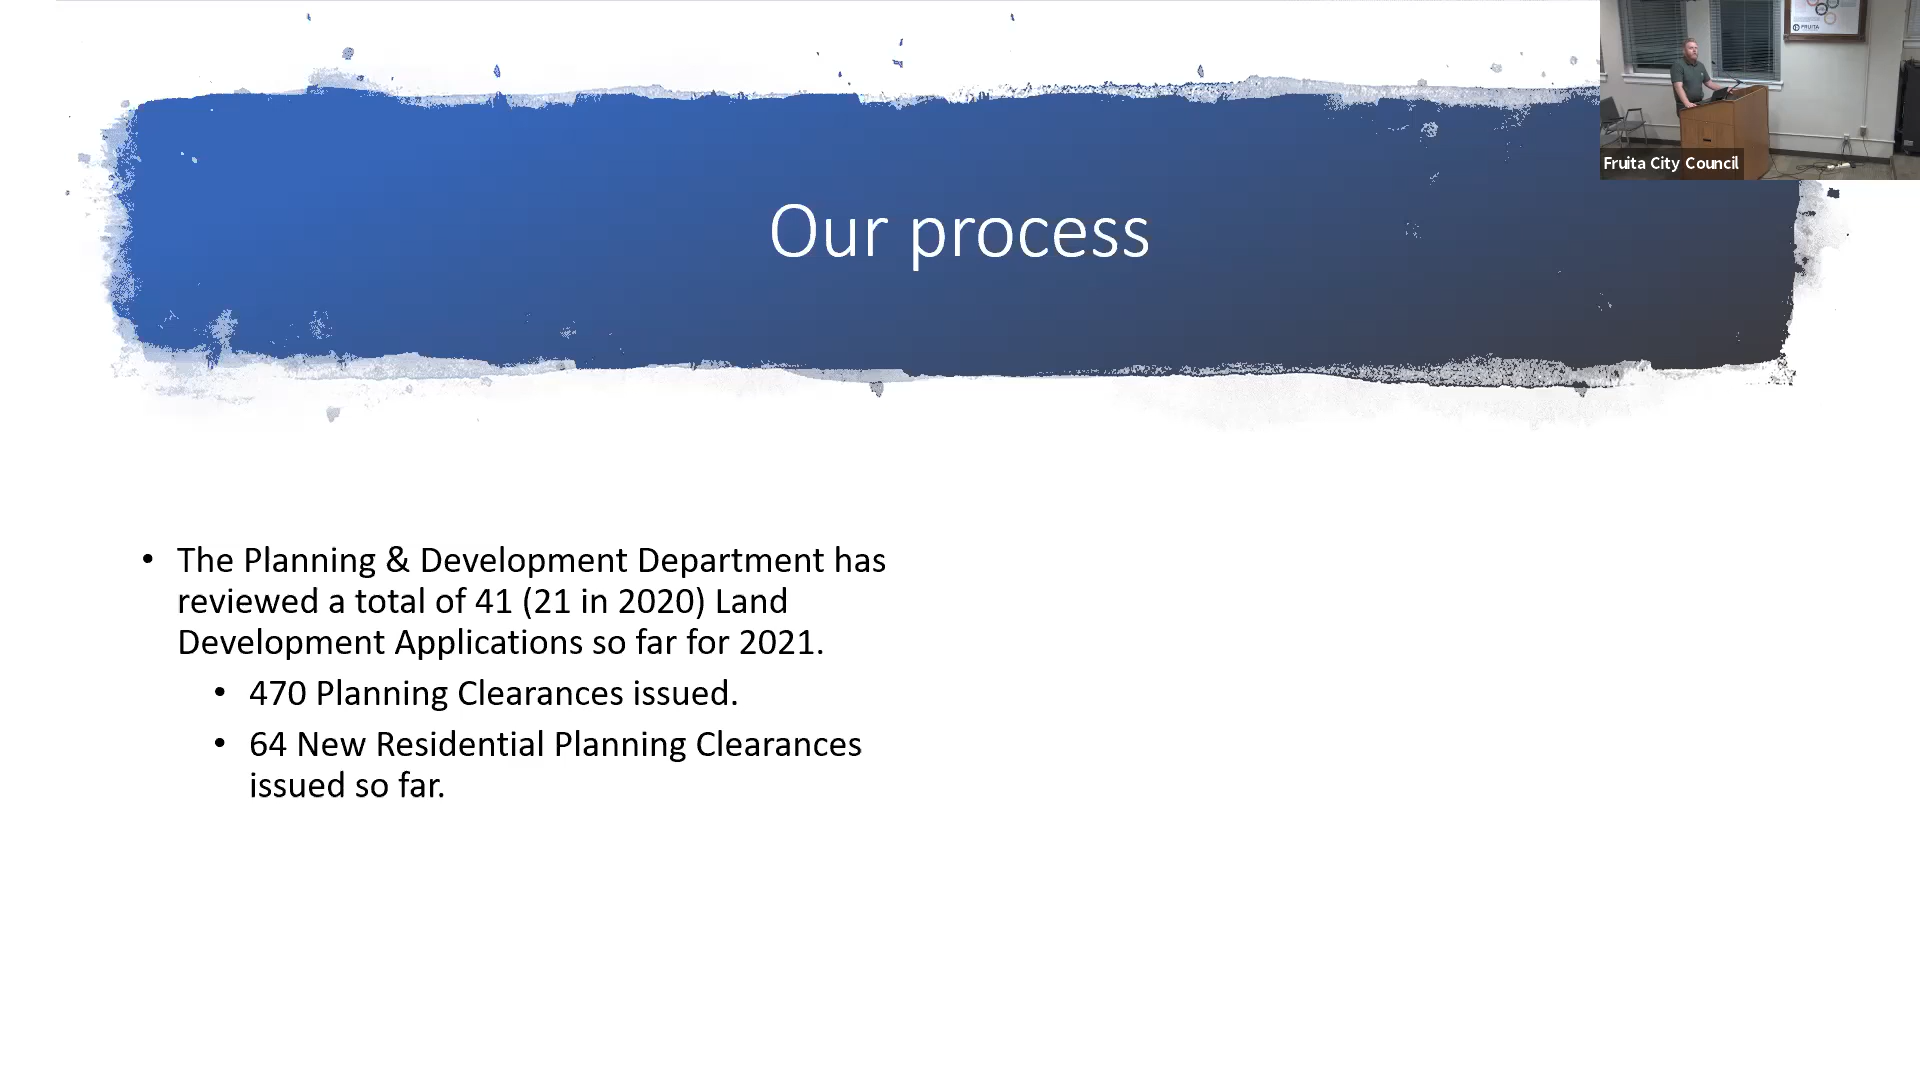 FRUITA
Fruita City Council
Our process
• The Planning & Development Department has
reviewed a total of 41 (21 in 2020) Land
Development Applications so far for 2021.
• 470 Planning Clearances issued.
• 64 New Residential Planning Clearances
issued so far.